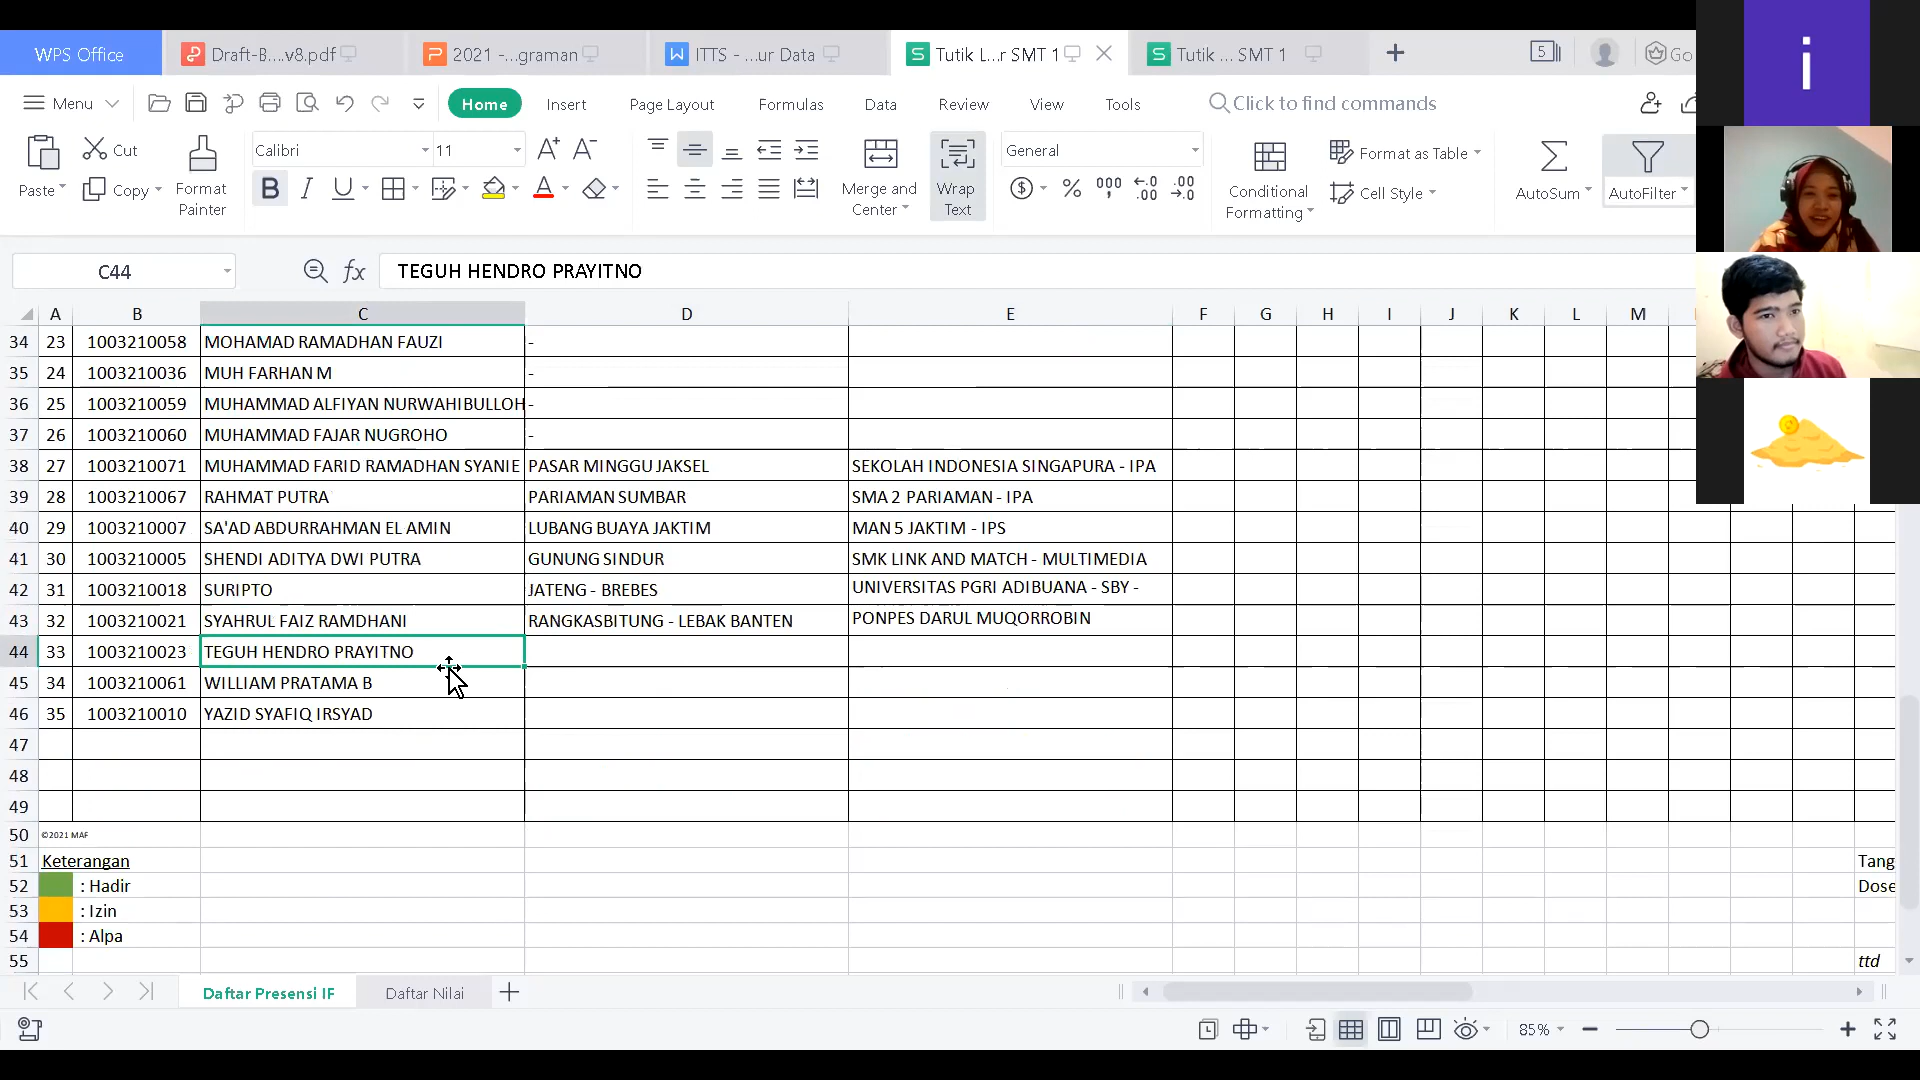 WPS Office
Draft-B....v8.pdf
2021 -...graman
ITTS - ...ur Data
Tutik L...r SMT 1
Tutik ... SMT 1
5
Go
i
Menu
Home
Insert
Page Layout
Formulas
Data
Review
View
Tools
Click to find commands
Paste
Cut
Copy
Format Painter
Calibri
11
Merge and Center
Wrap Text
General
Conditional Formatting
Format as Table
Cell Style
AutoSum
AutoFilter
C44
fx
TEGUH HENDRO PRAYITNO
A B C D E F G H I J K L M
34 23 1003210058 MOHAMAD RAMADHAN FAUZI -
35 24 1003210036 MUH FARHAN M -
36 25 1003210059 MUHAMMAD ALFIYAN NURWAHIBULLOH -
37 26 1003210060 MUHAMMAD FAJAR NUGROHO -
38 27 1003210071 MUHAMMAD FARID RAMADHAN SYANIE PASAR MINGGU JAKSEL SEKOLAH INDONESIA SINGAPURA - IPA
39 28 1003210067 RAHMAT PUTRA PARIAMAN SUMBAR SMA 2 PARIAMAN - IPA
40 29 1003210007 SA'AD ABDURRAHMAN EL AMIN LUBANG BUAYA JAKTIM MAN 5 JAKTIM - IPS
41 30 1003210005 SHENDI ADITYA DWI PUTRA GUNUNG SINDUR SMK LINK AND MATCH - MULTIMEDIA
42 31 1003210018 SURIPTO JATENG - BREBES UNIVERSITAS PGRI ADIBUANA - SBY -
43 32 1003210021 SYAHRUL FAIZ RAMDHANI RANGKASBITUNG - LEBAK BANTEN PONPES DARUL MUQORROBIN
44 33 1003210023 TEGUH HENDRO PRAYITNO
45 34 1003210061 WILLIAM PRATAMA B
46 35 1003210010 YAZID SYAFIQ IRSYAD
47
48
49
50 ©2021 MAF
51 Keterangan Tang
52 : Hadir Dose
53 : Izin
54 : Alpa
55 ttd
Daftar Presensi IF
Daftar Nilai
85%